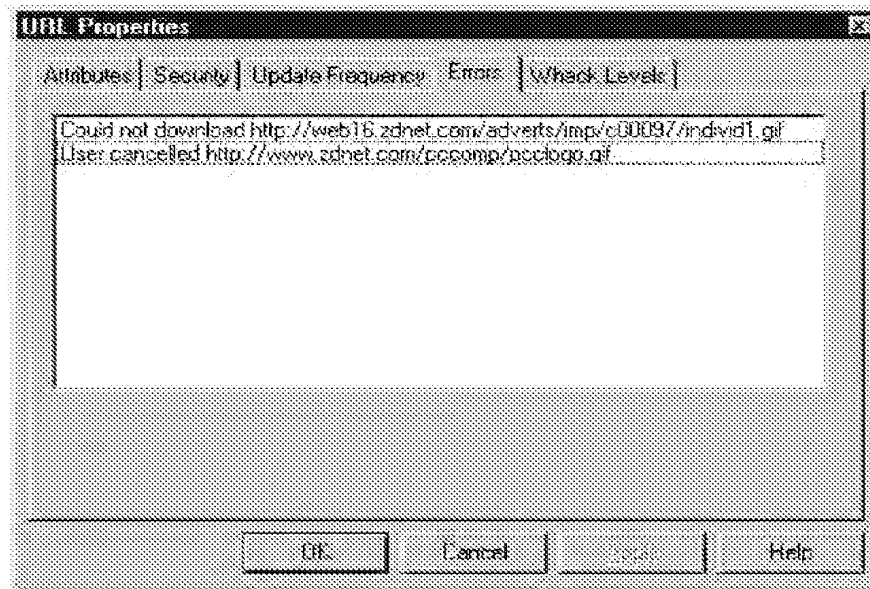 URL Properties
Attributes Security Update Frequency Errors Whack Levels
Could not download http://web16.zdnet.com/adverts/imp/c00097/individ1.gif
User cancelled http://www.zdnet.com/pccomp/pcclogo.gif
OK Cancel Help